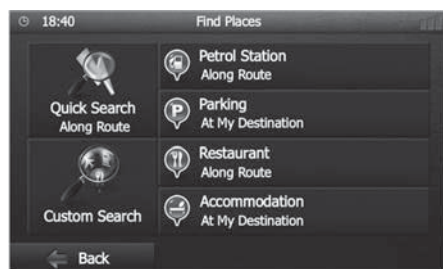 18:40
Find Places
Quick Search
Along Route
Custom Search
Petrol Station
Along Route
P Parking
At My Destination
Restaurant
Along Route
Accommodation
At My Destination
Back